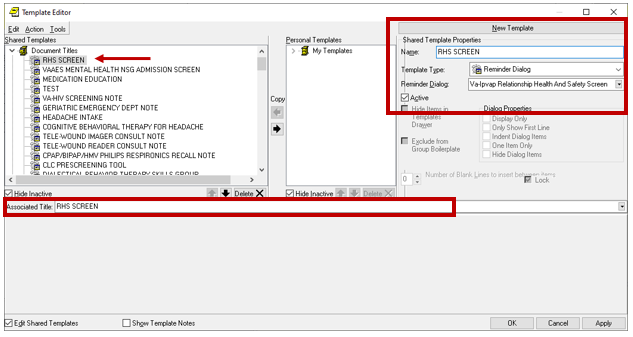 Template Editor
Edit Action Tools
New Template
Shared Templates
Document Titles
RHS SCREEN
VAAES MENTAL HEALTH NSG ADMISSION SCREEN
MEDICATION EDUCATION
TEST
VA-HIV SCREENING NOTE
GERIATRIC EMERGENCY DEPT NOTE
HEADACHE INTAKE
COGNITIVE BEHAVIORAL THERAPY FOR HEADACHE
TELE-WOUND IMAGER CONSULT NOTE
TELE-WOUND READER CONSULT NOTE
CPAP/BIPAP/HMV PHILIPS RESPIRONICS RECALL NOTE
CLC PRESCREENING TOOL
DIALECTICAL BEHAVIOR THERAPY SKILLS GROUP
Hide Inactive
Delete
Copy
Personal Templates
My Templates
Hide Inactive
Delete
Shared Template Properties
Name: RHS SCREEN
Template Type: Reminder Dialog
Reminder Dialog: Va-Ipvap Relationship Health And Safety Screen
Active
Hide Items in
Templates
Drawer
Exclude from
Group Boilerplate
Dialog Properties
Display Only
Only Show First Line
Indent Dialog Items
One Item Only
Hide Dialog Items
0 Number of Blank Lines to insert between items
Lock
Associated Title: RHS SCREEN
Edit Shared Templates
Show Template Notes
OK
Cancel
Apply